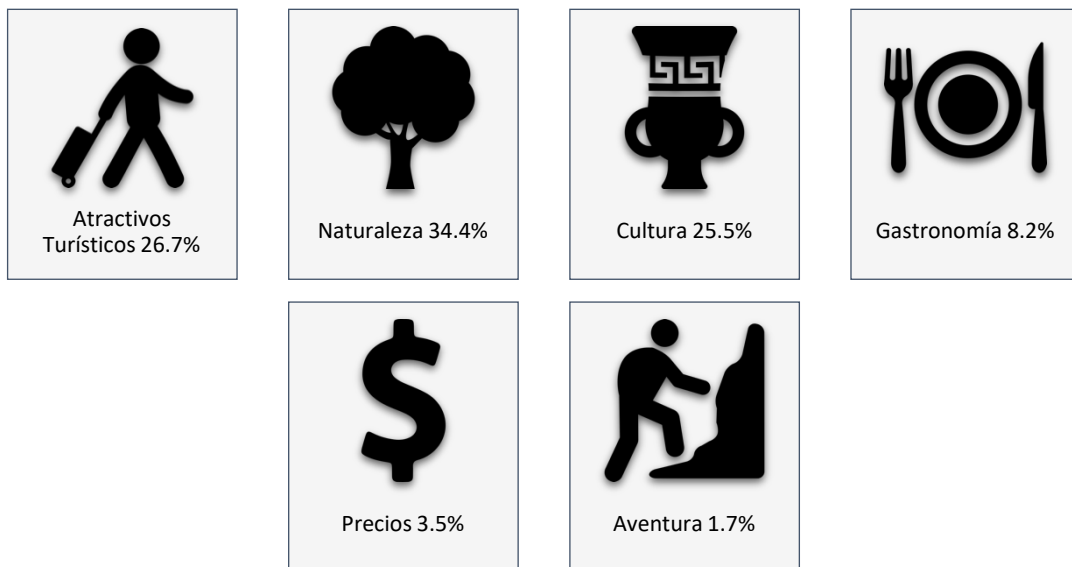 Atractivos
Turísticos 26.7%
Naturaleza 34.4%
Cultura 25.5%
Gastronomía 8.2%
Precios 3.5%
Aventura 1.7%